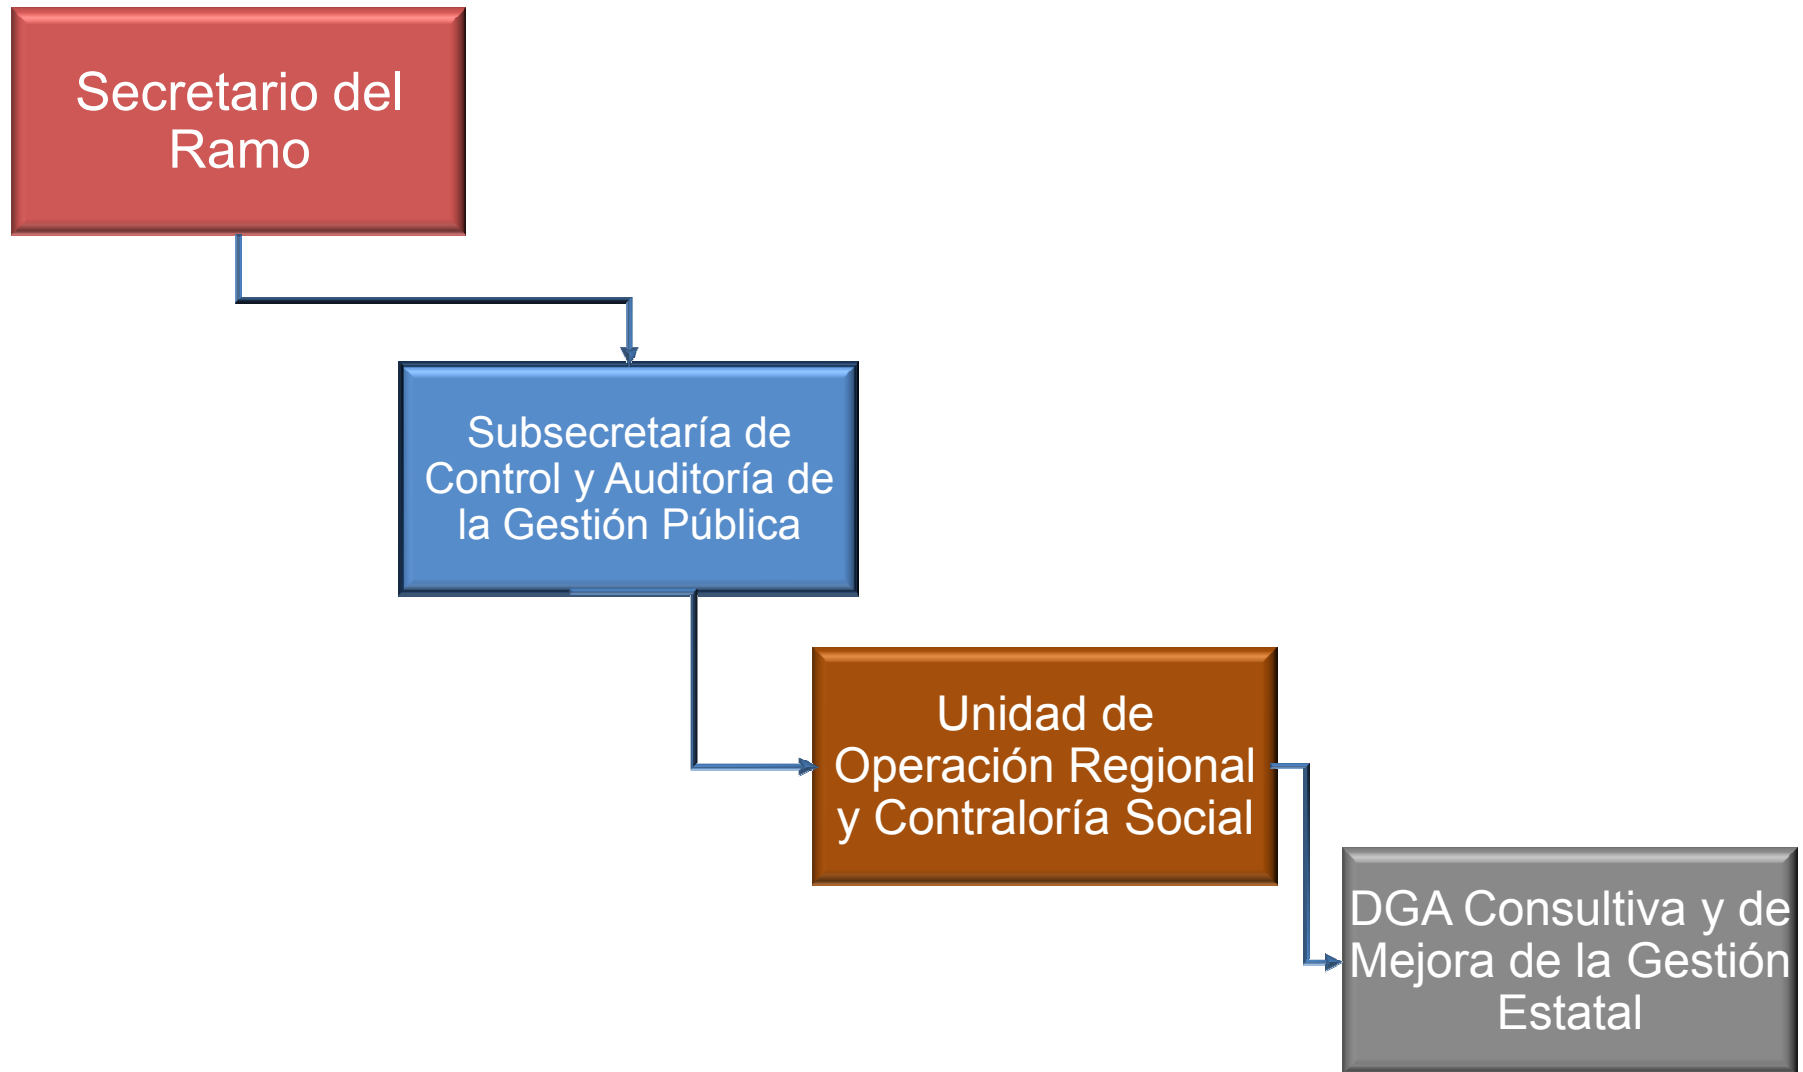 Secretario del
Ramo
Subsecretaría de
Control y Auditoría de
la Gestión Pública
Unidad de
Operación Regional
y Contraloría Social
DGA Consultiva y de
Mejora de la Gestión
Estatal